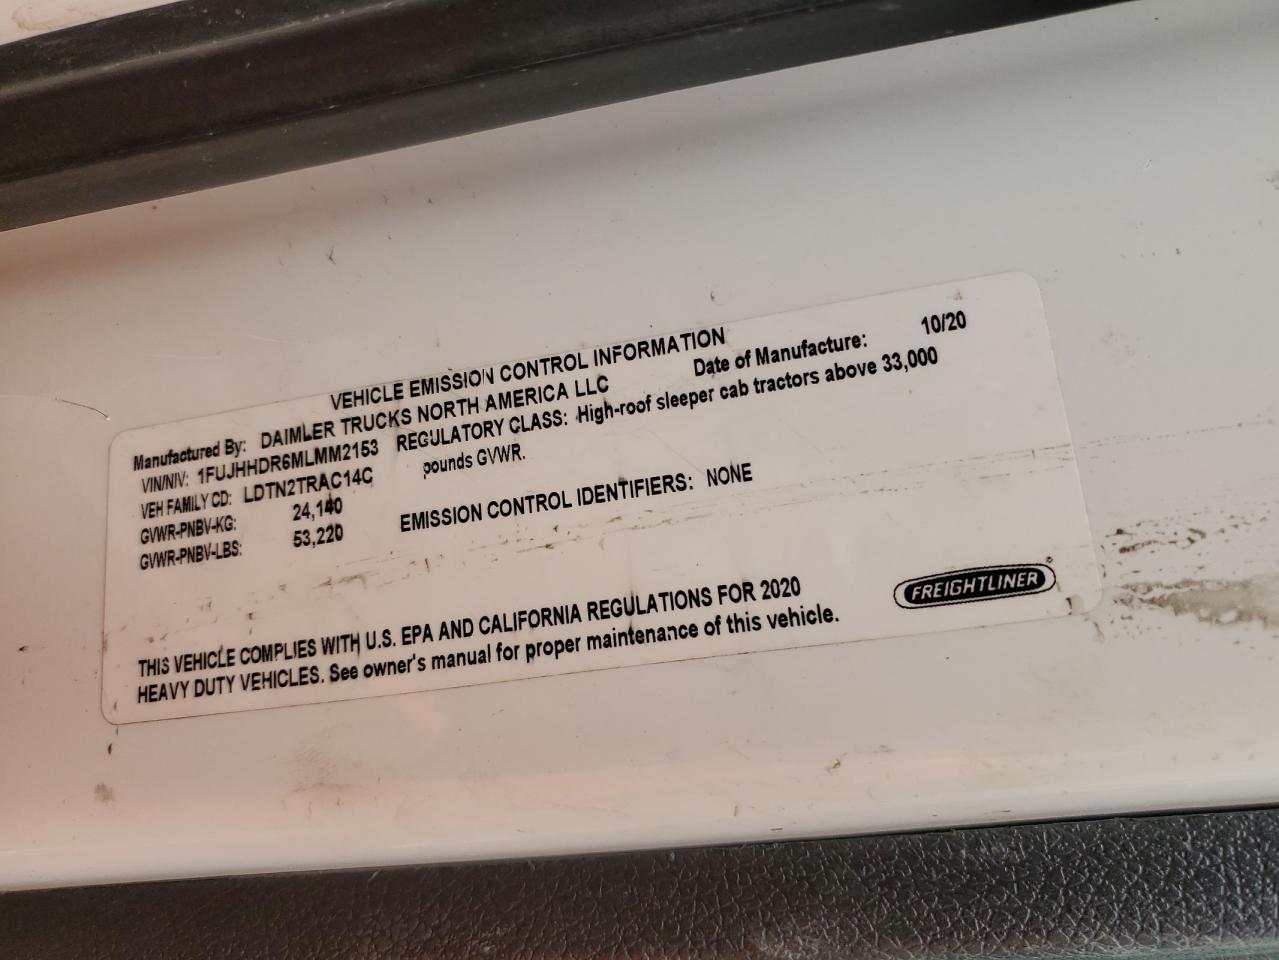 VEHICLE EMISSION CONTROL INFORMATION
Manufactured By: DAIMLER TRUCKS NORTH AMERICA LLC Date of Manufacture: 10/20
VIN/NIV: 1FUJHHDR6MLMM2153 REGULATORY CLASS: High-roof sleeper cab tractors above 33,000
VEH FAMILY CD: LDTN2TRAC14C pounds GVWR.
GVWR-PNBV-KG: 24,140
GVWR-PNBV-LBS: 53,220 EMISSION CONTROL IDENTIFIERS: NONE
THIS VEHICLE COMPLIES WITH U.S. EPA AND CALIFORNIA REGULATIONS FOR 2020
HEAVY DUTY VEHICLES. See owner's manual for proper maintenance of this vehicle.
FREIGHTLINER